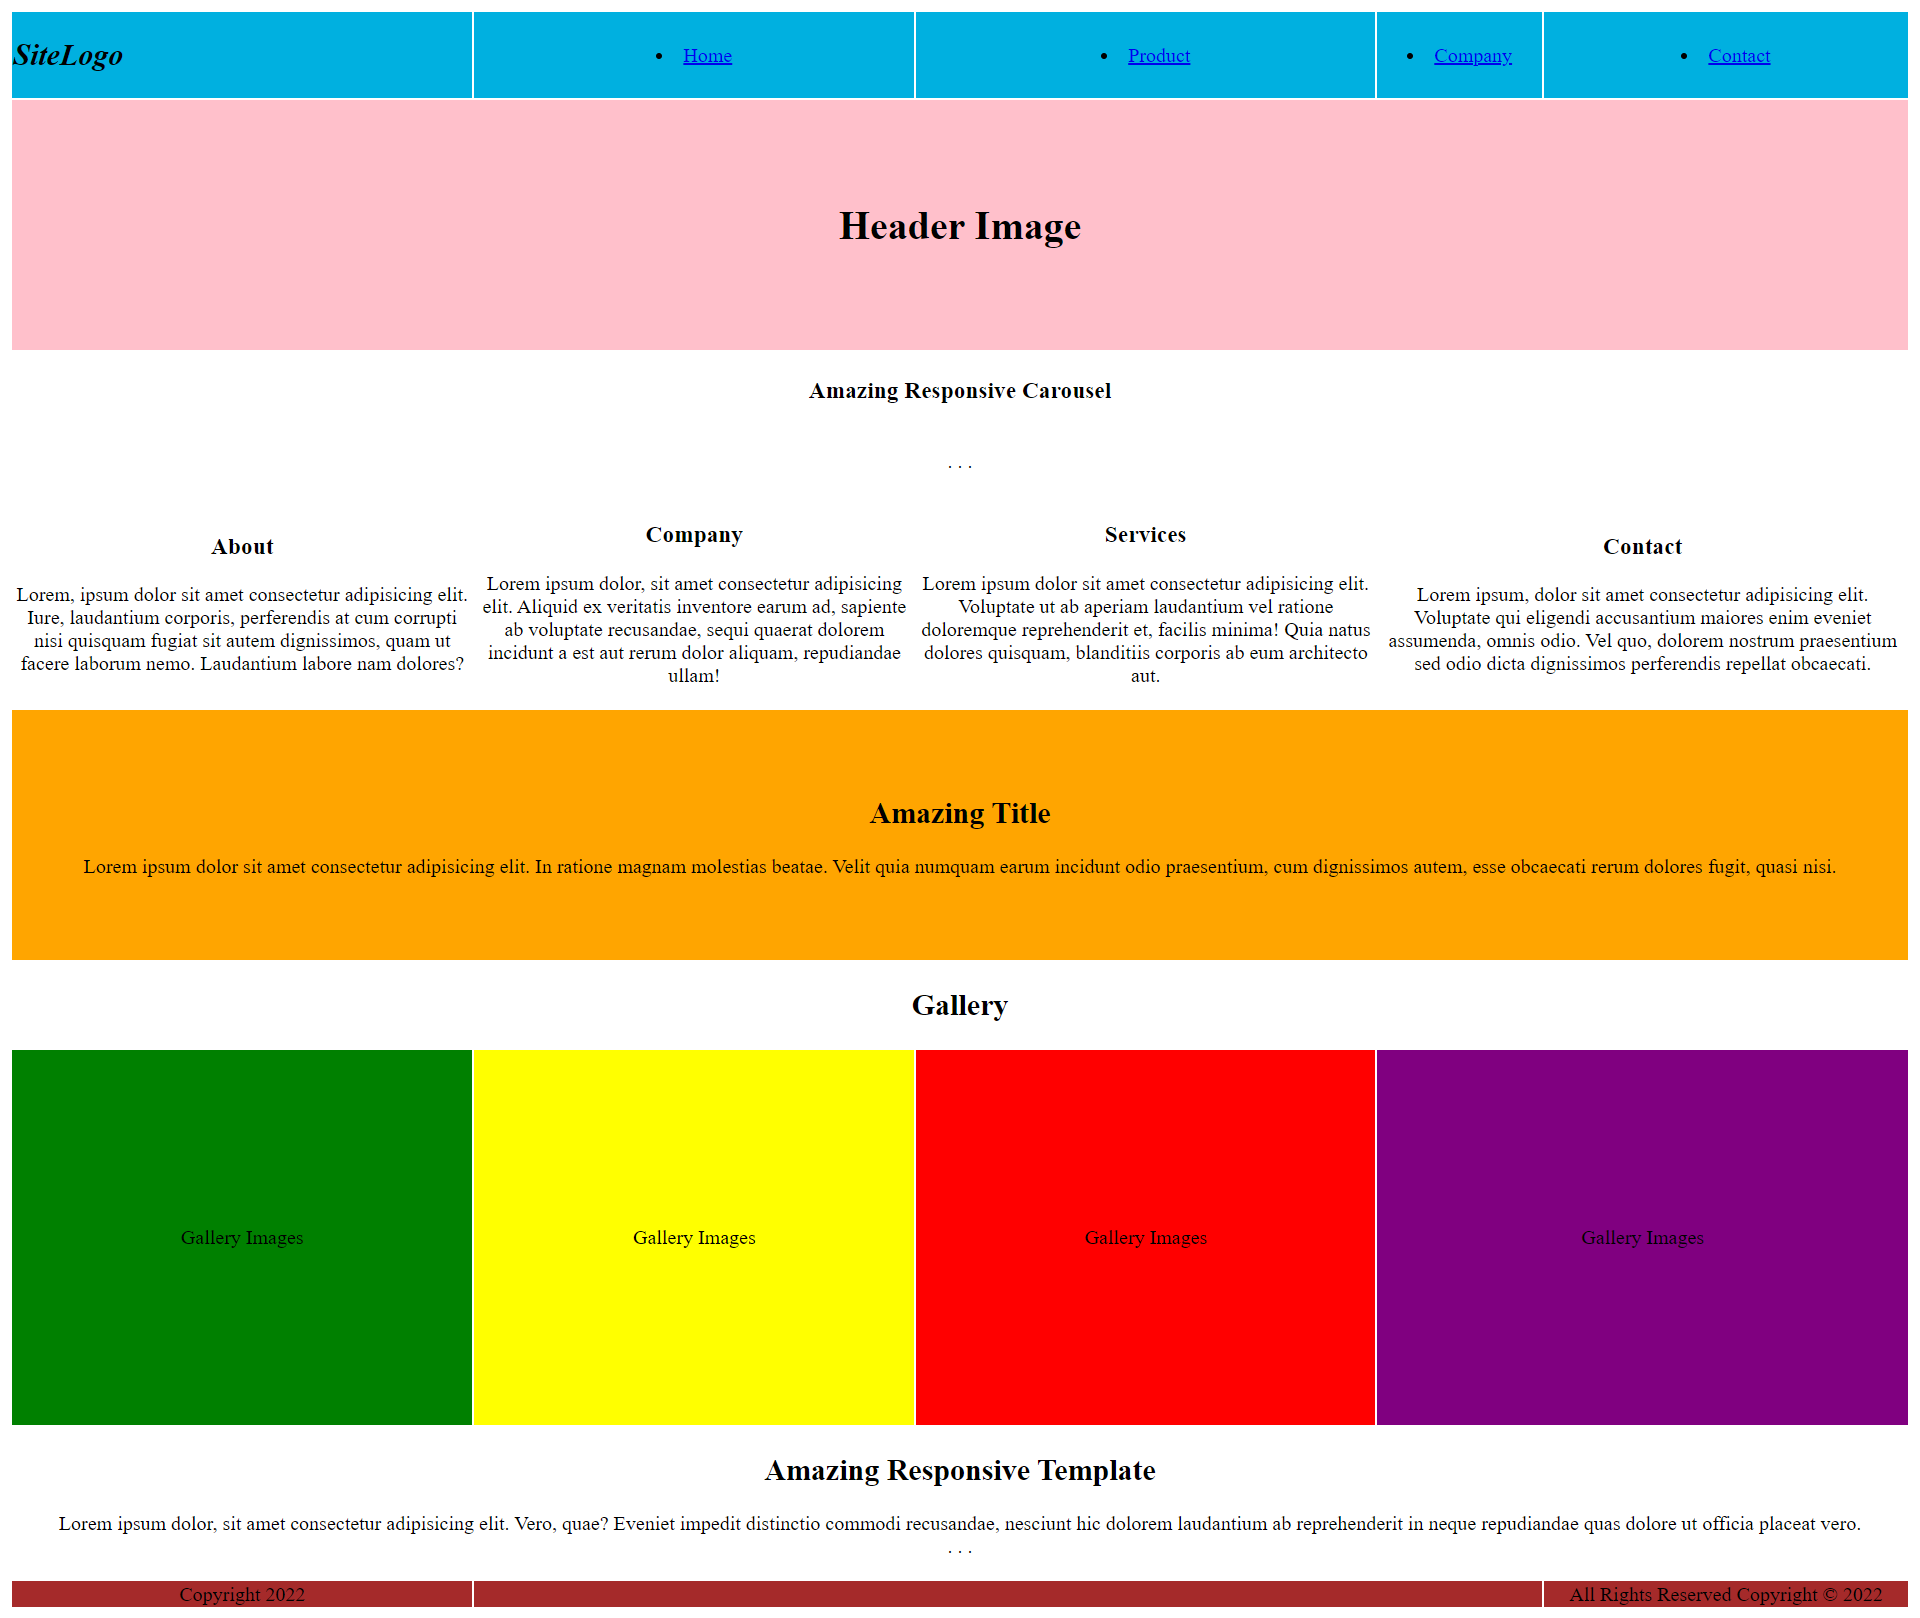 SiteLogo
• Home
• Product
• Company
• Contact
Header Image
Amazing Responsive Carousel
. . .
About
Lorem, ipsum dolor sit amet consectetur adipisicing elit.
Iure, laudantium corporis, perferendis at cum corrupti
nisi quisquam fugiat sit autem dignissimos, quam ut
facere laborum nemo. Laudantium labore nam dolores?
Company
Lorem ipsum dolor, sit amet consectetur adipisicing
elit. Aliquid ex veritatis inventore earum ad, sapiente
ab voluptate recusandae, sequi quaerat dolorem
incidunt a est aut rerum dolor aliquam, repudiandae
ullam!
Services
Lorem ipsum dolor sit amet consectetur adipisicing elit.
Voluptate ut ab aperiam laudantium vel ratione
doloremque reprehenderit et, facilis minima! Quia natus
dolores quisquam, blanditiis corporis ab eum architecto
aut.
Contact
Lorem ipsum, dolor sit amet consectetur adipisicing elit.
Voluptate qui eligendi accusantium maiores enim eveniet
assumenda, omnis odio. Vel quo, dolorem nostrum praesentium
sed odio dicta dignissimos perferendis repellat obcaecati.
Amazing Title
Lorem ipsum dolor sit amet consectetur adipisicing elit. In ratione magnam molestias beatae. Velit quia numquam earum incidunt odio praesentium, cum dignissimos autem, esse obcaecati rerum dolores fugit, quasi nisi.
Gallery
Gallery Images
Gallery Images
Gallery Images
Gallery Images
Amazing Responsive Template
Lorem ipsum dolor, sit amet consectetur adipisicing elit. Vero, quae? Eveniet impedit distinctio commodi recusandae, nesciunt hic dolorem laudantium ab reprehenderit in neque repudiandae quas dolore ut officia placeat vero.
. . .
Copyright 2022
All Rights Reserved Copyright © 2022